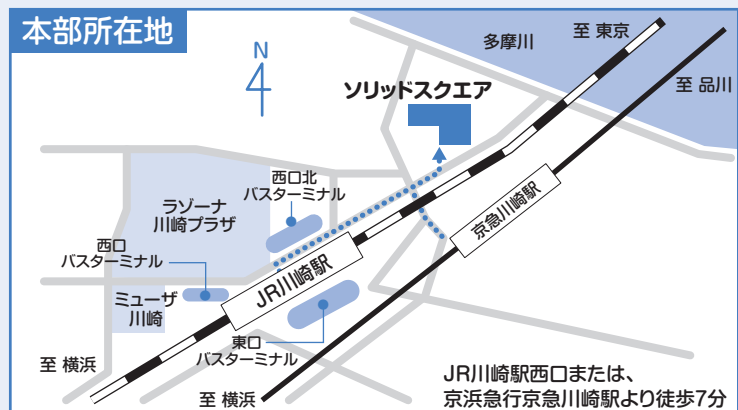 本部所在地
N
多摩川
至 東京
至 品川
ソリッドスクエア
西口北
バスターミナル
ラゾーナ
川崎プラザ
京急川崎駅
西口
バスターミナル
JR川崎駅
ミューザ
川崎
東口
バスターミナル
至 横浜
至 横浜
JR川崎駅西口または、
京浜急行京急川崎駅より徒歩7分